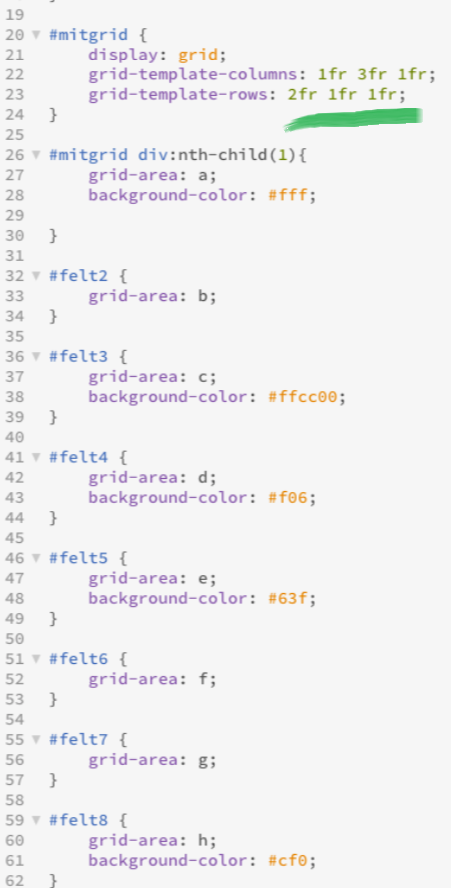 19
20 ▼ #mitgrid {
21 display: grid;
22 grid-template-columns: 1fr 3fr 1fr;
23 grid-template-rows: 2fr 1fr 1fr;
24 }
25
26 ▼ #mitgrid div:nth-child(1){
27 grid-area: a;
28 background-color: #fff;
29
30 }
31
32 ▼ #felt2 {
33 grid-area: b;
34 }
35
36 ▼ #felt3 {
37 grid-area: c;
38 background-color: #ffcc00;
39 }
40
41 ▼ #felt4 {
42 grid-area: d;
43 background-color: #f06;
44 }
45
46 ▼ #felt5 {
47 grid-area: e;
48 background-color: #63f;
49 }
50
51 ▼ #felt6 {
52 grid-area: f;
53 }
54
55 ▼ #felt7 {
56 grid-area: g;
57 }
58
59 ▼ #felt8 {
60 grid-area: h;
61 background-color: #cf0;
62 }